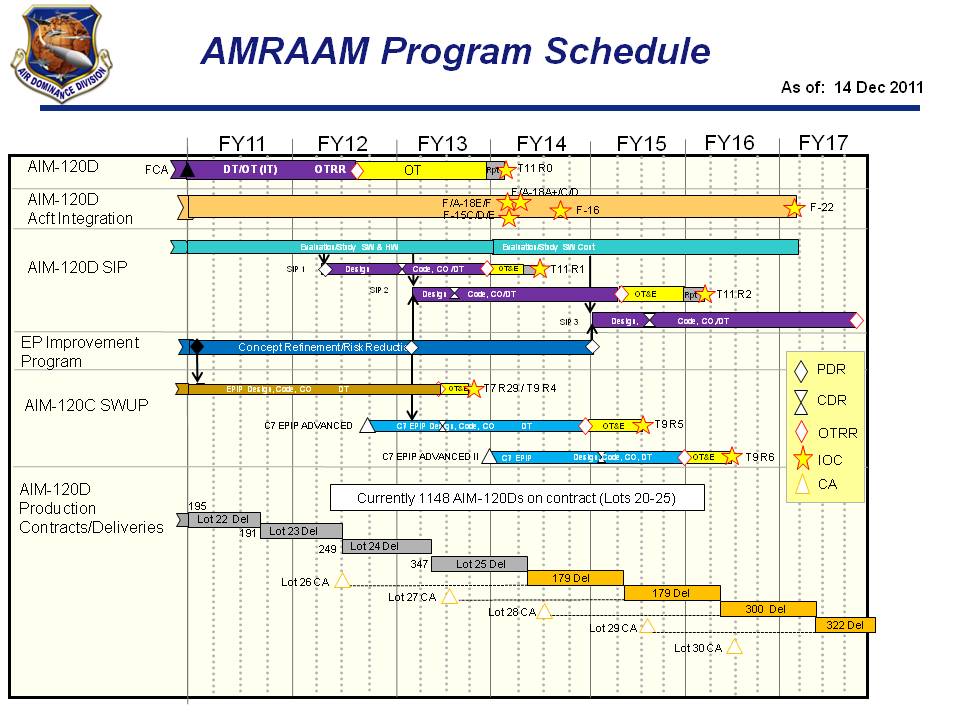 AIR DOMINANCE DIVISION
AMRAAM Program Schedule
As of: 14 Dec 2011
FY11 FY12 FY13 FY14 FY15 FY16 FY17
AIM-120D
FCA DT/OT (IT) OTRR OT Rpt T11 R0
AIM-120D
Acft Integration
F/A-18E/F
F/A-18A+/C/D
F-15C/D/E
F-16
F-22
AIM-120D SIP
Evaluation/Study SW & HW Evaluation/Study SW Cont
SIP 1 Design Code, CO /DT OT&E T11 R1
SIP 2 Design Code, CO/DT OT&E Rpt T11 R2
SIP 3 Design, Code, CO/DT
EP Improvement
Program
Concept Refinement/Risk Reduction
AIM-120C SWUP
EPIP Design, Code, CO DT OT&E T7 R29 / T9 R4
C7 EPIP ADVANCED C7 EPIP Design, Code, CO DT OT&E T9 R5
C7 EPIP ADVANCED II C7 EPIP Design Code, CO, DT OT&E T9 R6
PDR
CDR
OTRR
IOC
CA
AIM-120D
Production
Contracts/Deliveries
Currently 1148 AIM-120Ds on contract (Lots 20-25)
195
Lot 22 Del
191 Lot 23 Del
249 Lot 24 Del
347 Lot 25 Del
Lot 26 CA 179 Del
Lot 27 CA 179 Del
Lot 28 CA 300 Del
Lot 29 CA 322 Del
Lot 30 CA